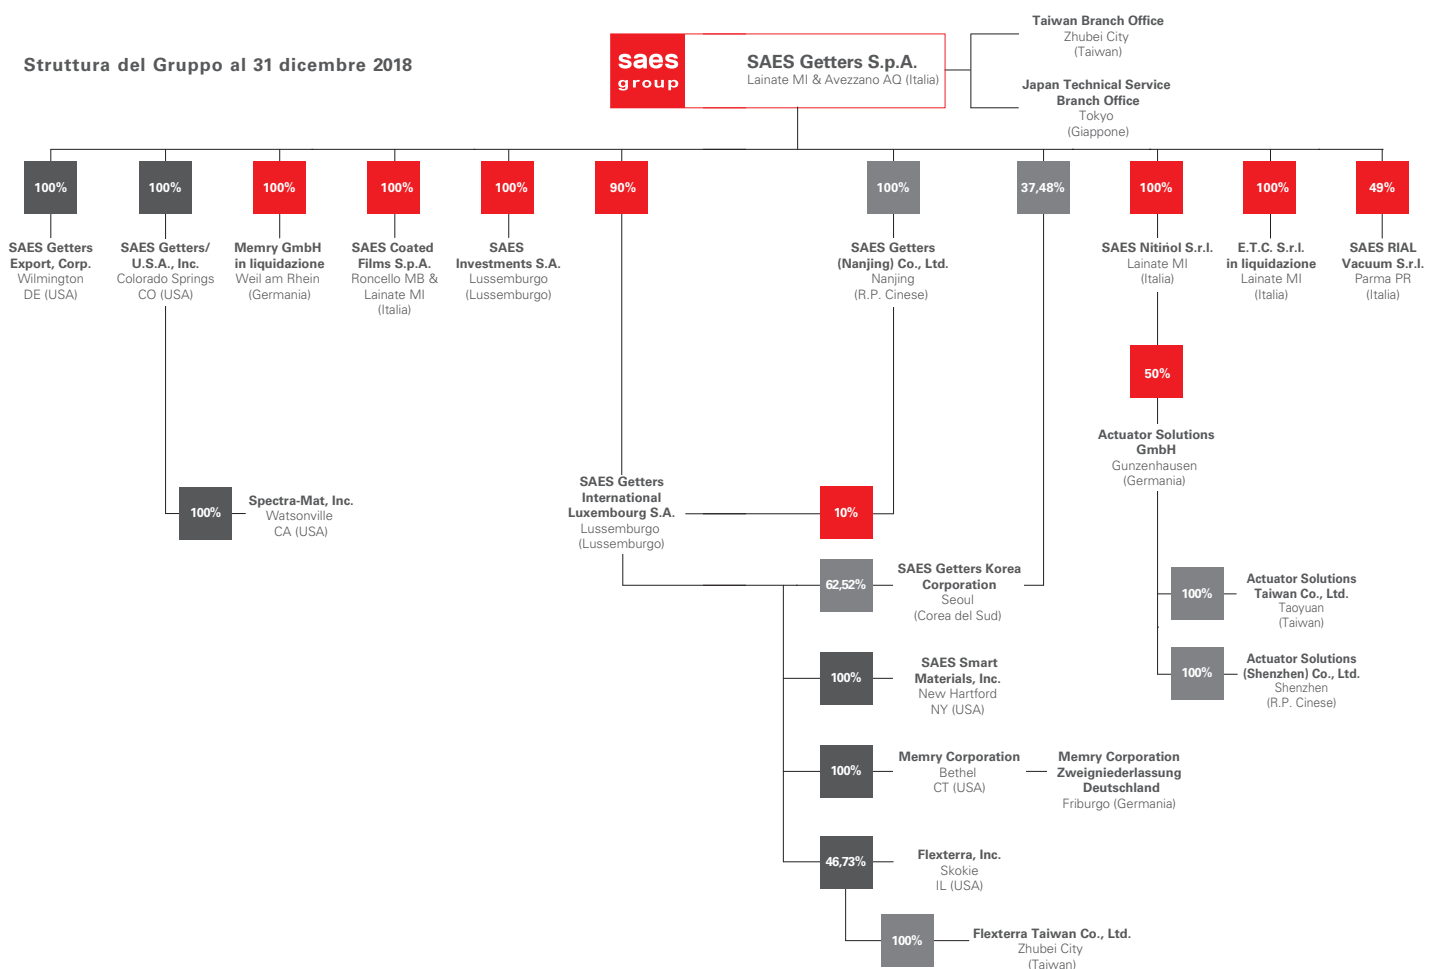 Struttura del Gruppo al 31 dicembre 2018
saes
group
SAES Getters S.p.A.
Lainate MI & Avezzano AQ (Italia)
Taiwan Branch Office
Zhubei City
(Taiwan)
Japan Technical Service
Branch Office
Tokyo
(Giappone)
100%
SAES Getters
Export, Corp.
Wilmington
DE (USA)
100%
SAES Getters/
U.S.A., Inc.
Colorado Springs
CO (USA)
100%
Memry GmbH
in liquidazione
Weil am Rhein
(Germania)
100%
SAES Coated
Films S.p.A.
Roncello MB &
Lainate MI
(Italia)
100%
SAES
Investments S.A.
Lussemburgo
(Lussemburgo)
90%
100%
SAES Getters
(Nanjing) Co., Ltd.
Nanjing
(R.P. Cinese)
37,48%
100%
SAES Nitinol S.r.l.
Lainate MI
(Italia)
100%
E.T.C. S.r.l.
in liquidazione
Lainate MI
(Italia)
49%
SAES RIAL
Vacuum S.r.l.
Parma PR
(Italia)
50%
Actuator Solutions
GmbH
Gunzenhausen
(Germania)
100%
Spectra-Mat, Inc.
Watsonville
CA (USA)
SAES Getters
International
Luxembourg S.A.
Lussemburgo
(Lussemburgo)
10%
62,52%
SAES Getters Korea
Corporation
Seoul
(Corea del Sud)
100%
Actuator Solutions
Taiwan Co., Ltd.
Taoyuan
(Taiwan)
100%
Actuator Solutions
(Shenzhen) Co., Ltd.
Shenzhen
(R.P. Cinese)
100%
SAES Smart
Materials, Inc.
New Hartford
NY (USA)
100%
Memry Corporation
Bethel
CT (USA)
Memry Corporation
Zweigniederlassung
Deutschland
Friburgo (Germania)
46,73%
Flexterra, Inc.
Skokie
IL (USA)
100%
Flexterra Taiwan Co., Ltd.
Zhubei City
(Taiwan)